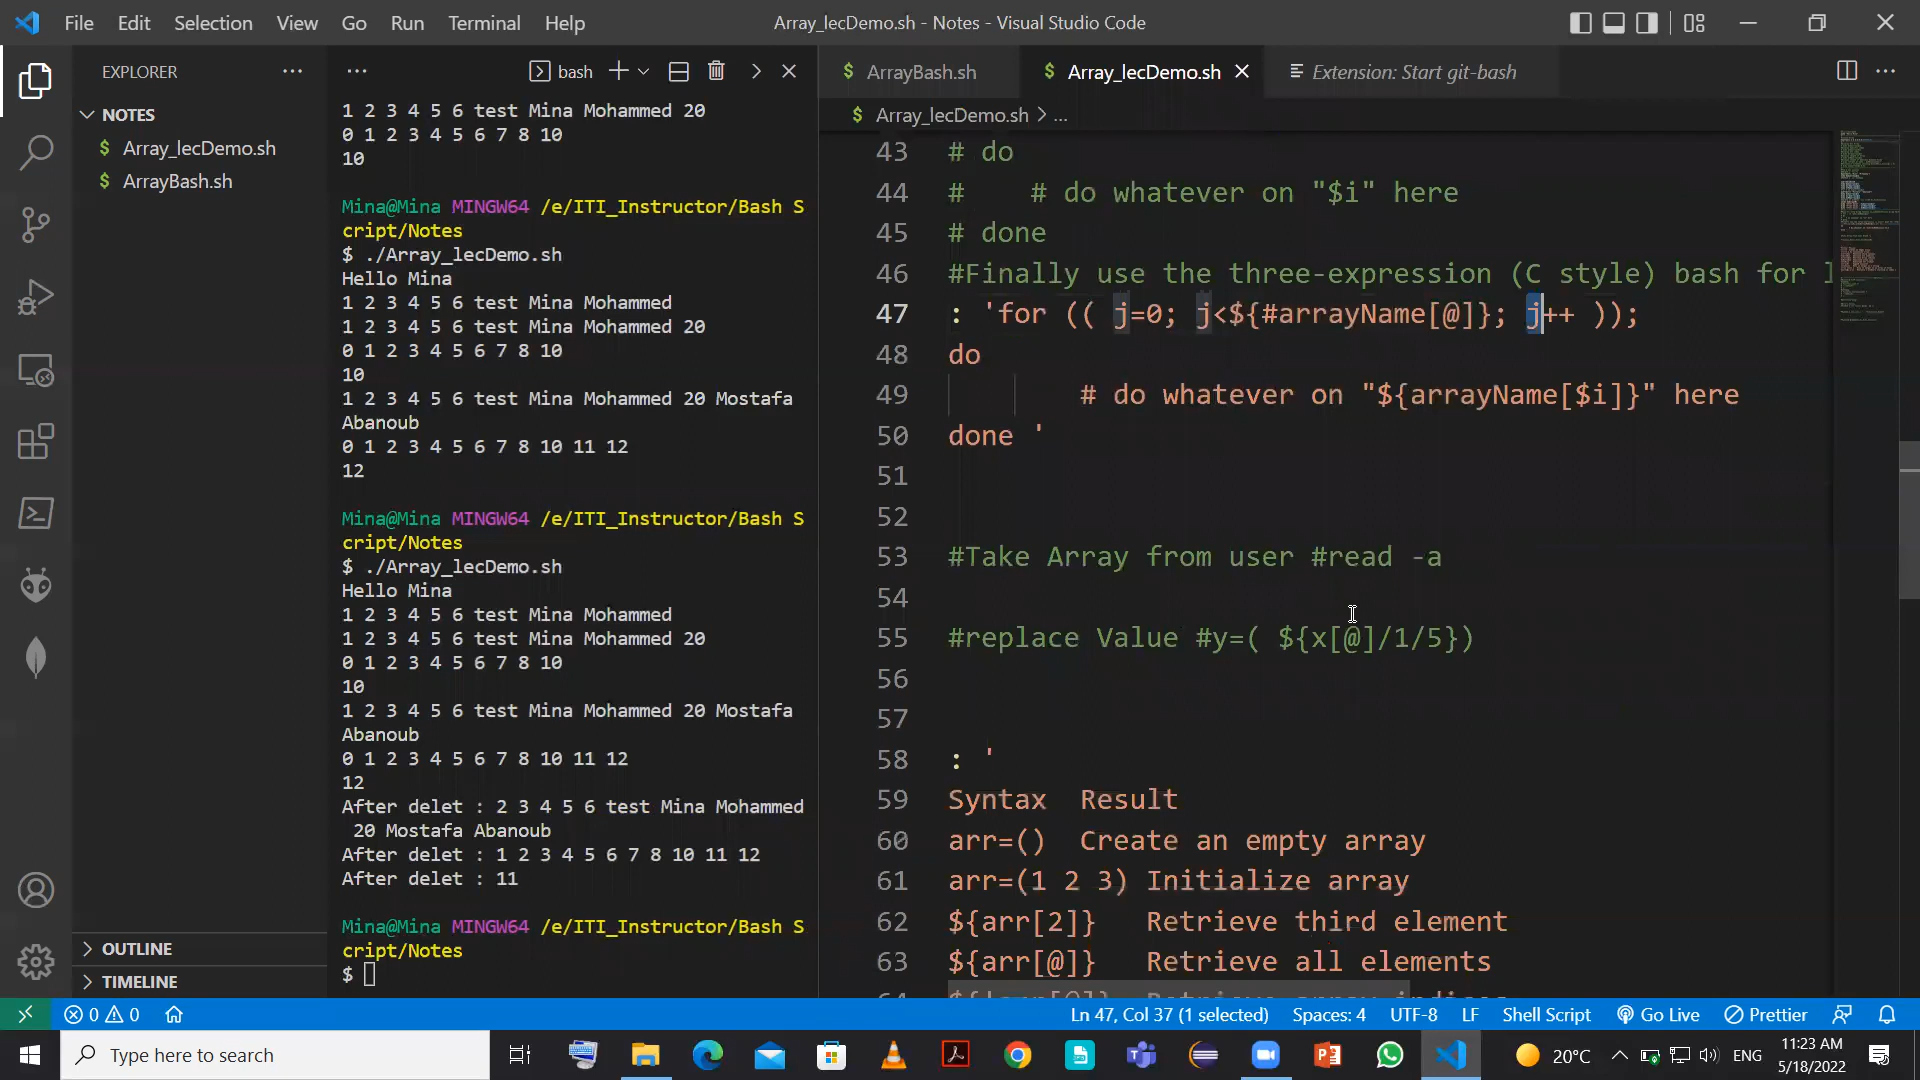 File Edit Selection View Go Run Terminal Help
Array_lecDemo.sh - Notes - Visual Studio Code
EXPLORER
NOTES
$ Array_lecDemo.sh
$ ArrayBash.sh
OUTLINE
TIMELINE
bash
1 2 3 4 5 6 test Mina Mohammed 20
0 1 2 3 4 5 6 7 8 10
10
Mina@Mina MINGW64 /e/ITI_Instructor/Bash S
cript/Notes
$ ./Array_lecDemo.sh
Hello Mina
1 2 3 4 5 6 test Mina Mohammed
1 2 3 4 5 6 test Mina Mohammed 20
0 1 2 3 4 5 6 7 8 10
10
1 2 3 4 5 6 test Mina Mohammed 20 Mostafa
Abanoub
0 1 2 3 4 5 6 7 8 10 11 12
12
Mina@Mina MINGW64 /e/ITI_Instructor/Bash S
cript/Notes
$ ./Array_lecDemo.sh
Hello Mina
1 2 3 4 5 6 test Mina Mohammed
1 2 3 4 5 6 test Mina Mohammed 20
0 1 2 3 4 5 6 7 8 10
10
1 2 3 4 5 6 test Mina Mohammed 20 Mostafa
Abanoub
0 1 2 3 4 5 6 7 8 10 11 12
12
After delet : 2 3 4 5 6 test Mina Mohammed
20 Mostafa Abanoub
After delet : 1 2 3 4 5 6 7 8 10 11 12
After delet : 11
Mina@Mina MINGW64 /e/ITI_Instructor/Bash S
cript/Notes
$
$ ArrayBash.sh $ Array_lecDemo.sh Extension: Start git-bash
$ Array_lecDemo.sh > ...
43 # do
44 # # do whatever on "$i" here
45 # done
46 #Finally use the three-expression (C style) bash for l
47 : 'for (( j=0; j<${#arrayName[@]}; j++ ));
48 do
49 # do whatever on "${arrayName[$i]}" here
50 done '
51
52
53 #Take Array from user #read -a
54
55 #replace Value #y=( ${x[@]/1/5})
56
57
58 : '
59 Syntax Result
60 arr=() Create an empty array
61 arr=(1 2 3) Initialize array
62 ${arr[2]} Retrieve third element
63 ${arr[@]} Retrieve all elements
64 ${!arr[@]} Retrieve array indices
0 0 Ln 47, Col 37 (1 selected) Spaces: 4 UTF-8 LF Shell Script Go Live Prettier
Type here to search
20°C ENG 11:23 AM
5/18/2022